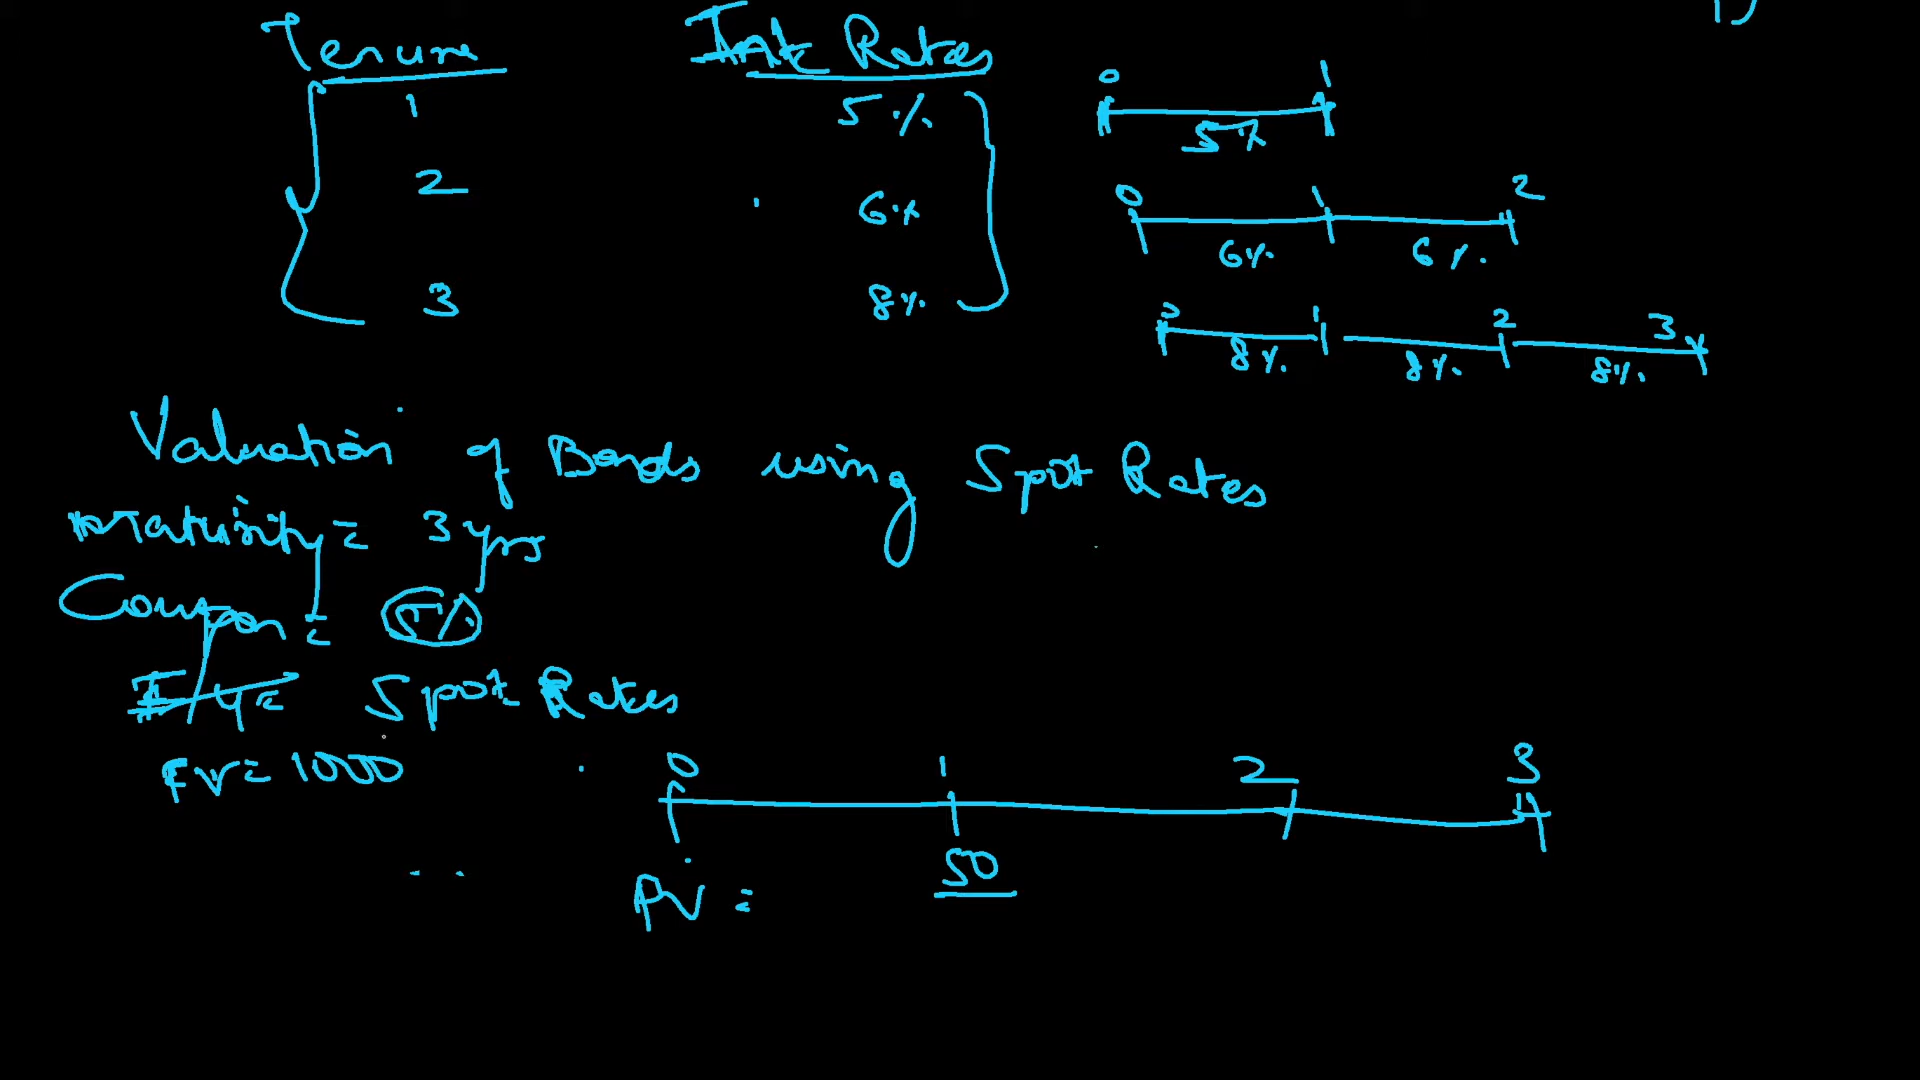 Tenure Int Rates
1 5%
2 6%
3 8%
0 1
5%
0 1 2
6% 6%
0 1 2 3
8% 8% 8%
Valuation of Bonds using Spot Rates
Maturity = 3 yrs
Coupon = 5%
I/Y = Spot Rates
FV = 1000
0 1 2 3
50
PV =